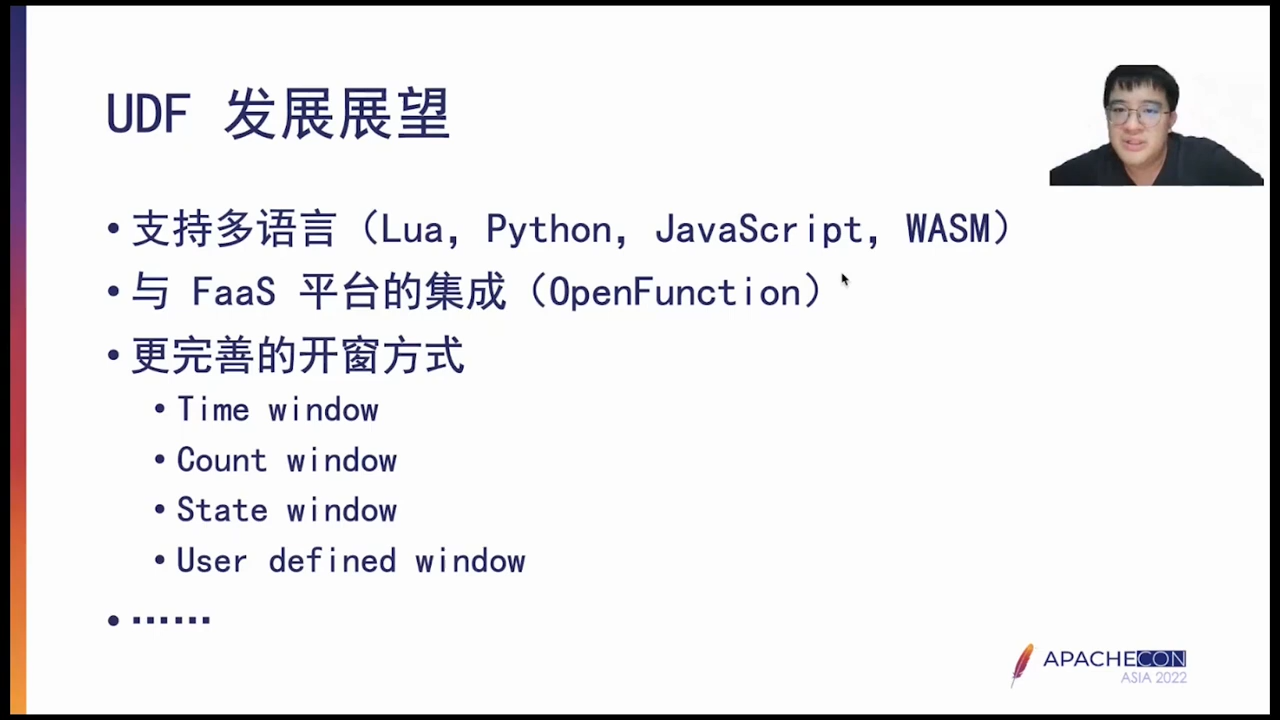 UDF 发展展望
• 支持多语言（Lua, Python, JavaScript, WASM）
• 与 FaaS 平台的集成（OpenFunction）
• 更完善的开窗方式
• Time window
• Count window
• State window
• User defined window
• ······
APACHECON
ASIA 2022